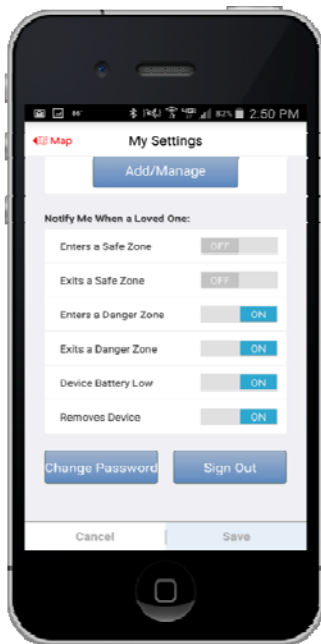 82% 2:50 PM
Map My Settings
Add/Manage
Notify Me When a Loved One:
Enters a Safe Zone OFF
Exits a Safe Zone OFF
Enters a Danger Zone ON
Exits a Danger Zone ON
Device Battery Low ON
Removes Device ON
Change Password Sign Out
Cancel Save